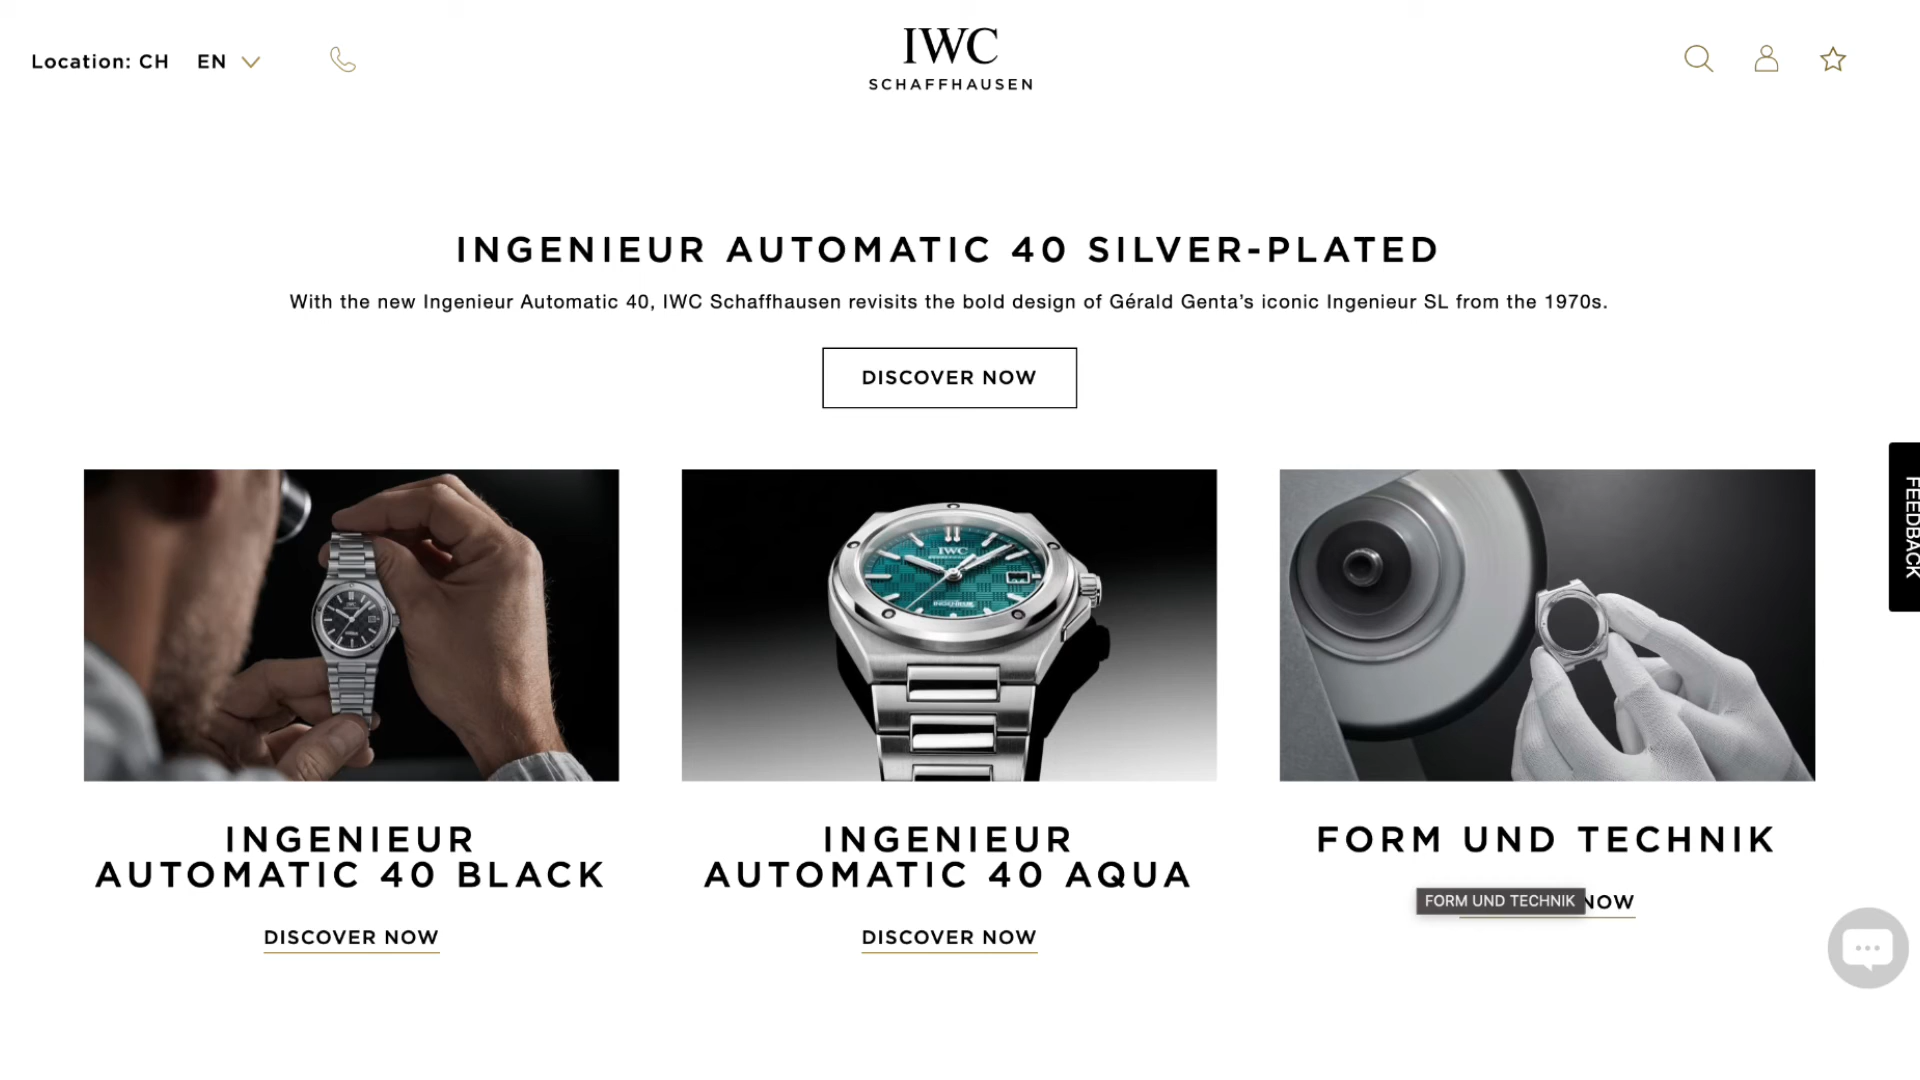 Location: CH
EN
IWC
SCHAFFHAUSEN
INGENIEUR AUTOMATIC 40 SILVER-PLATED
With the new Ingenieur Automatic 40, IWC Schaffhausen revisits the bold design of Gérald Genta’s iconic Ingenieur SL from the 1970s.
DISCOVER NOW
FEEDBACK
IWC
INGENIEUR
AUTOMATIC 40 BLACK
DISCOVER NOW
INGENIEUR
AUTOMATIC 40 AQUA
DISCOVER NOW
FORM UND TECHNIK
FORM UND TECHNIK
NOW